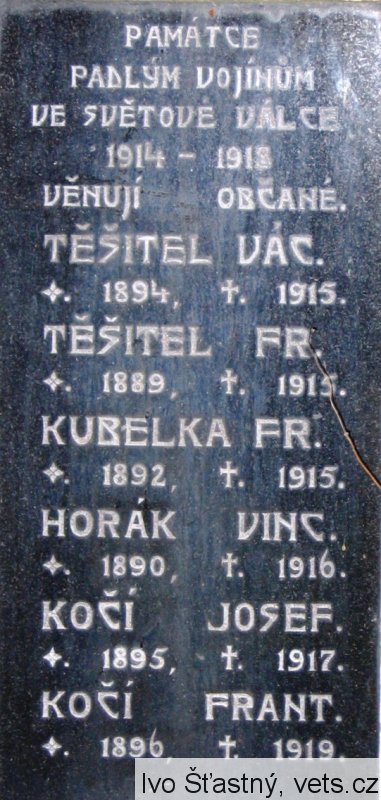 PAMÁTCE
PADLÝM VOJÍNŮM
VE SVĚTOVÉ VÁLCE
1914 - 1918
VĚNUJÍ OBČANÉ.
TĚŠITEL VÁC.
✦. 1894, †. 1915.
TĚŠITEL FR.
✦. 1889, †. 1915.
KUBELKA FR.
✦. 1892, †. 1915.
HORÁK VINC.
✦. 1890, †. 1916.
KOČÍ JOSEF.
✦. 1895, †. 1917.
KOČÍ FRANT.
✦. 1896, †. 1919.
Ivo Šťastný, vets.cz